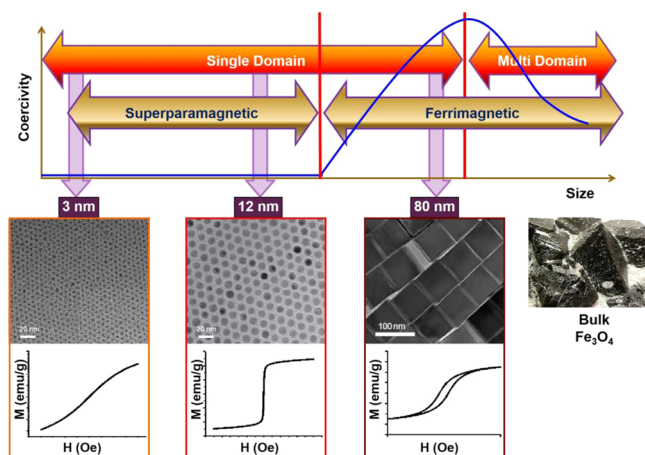 Coercivity
Single Domain
Multi Domain
Superparamagnetic
Ferrimagnetic
Size
3 nm
12 nm
80 nm
20 nm
20 nm
100 nm
Bulk
Fe₃O₄
M (emu/g)
H (Oe)
M (emu/g)
H (Oe)
M (emu/g)
H (Oe)